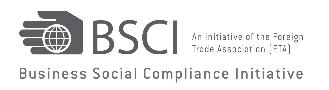 BSCI
An initiative of the Foreign
Trade Association (FTA)
Business Social Compliance Initiative